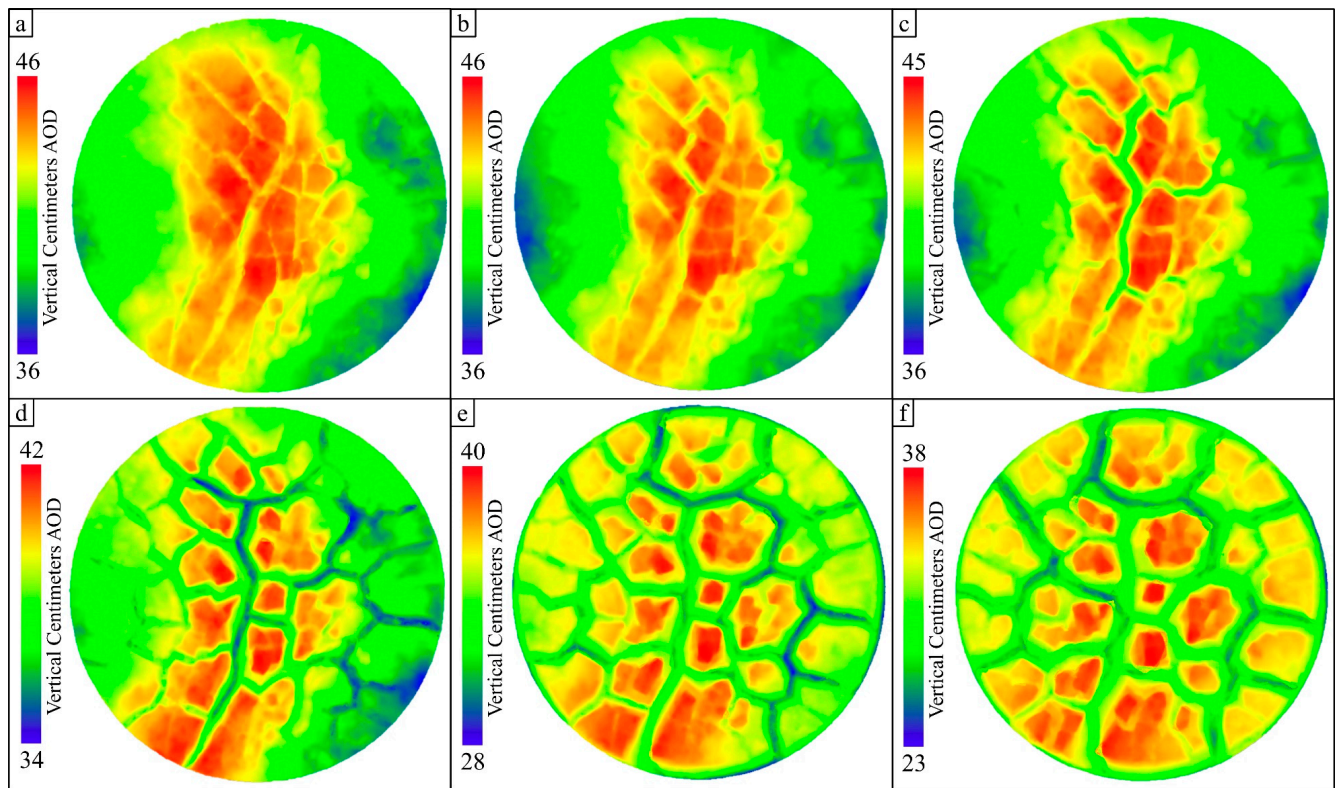 a
46
Vertical Centimeters AOD
36
b
46
Vertical Centimeters AOD
36
c
45
Vertical Centimeters AOD
36
d
42
Vertical Centimeters AOD
34
e
40
Vertical Centimeters AOD
28
f
38
Vertical Centimeters AOD
23